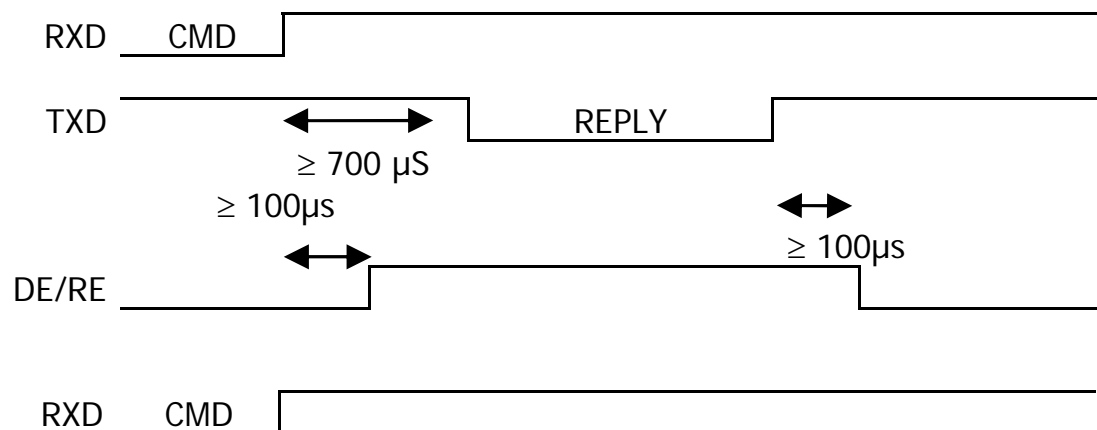 RXD CMD
TXD REPLY
≥ 700 µS
≥ 100µs
≥ 100µs
DE/RE
RXD CMD